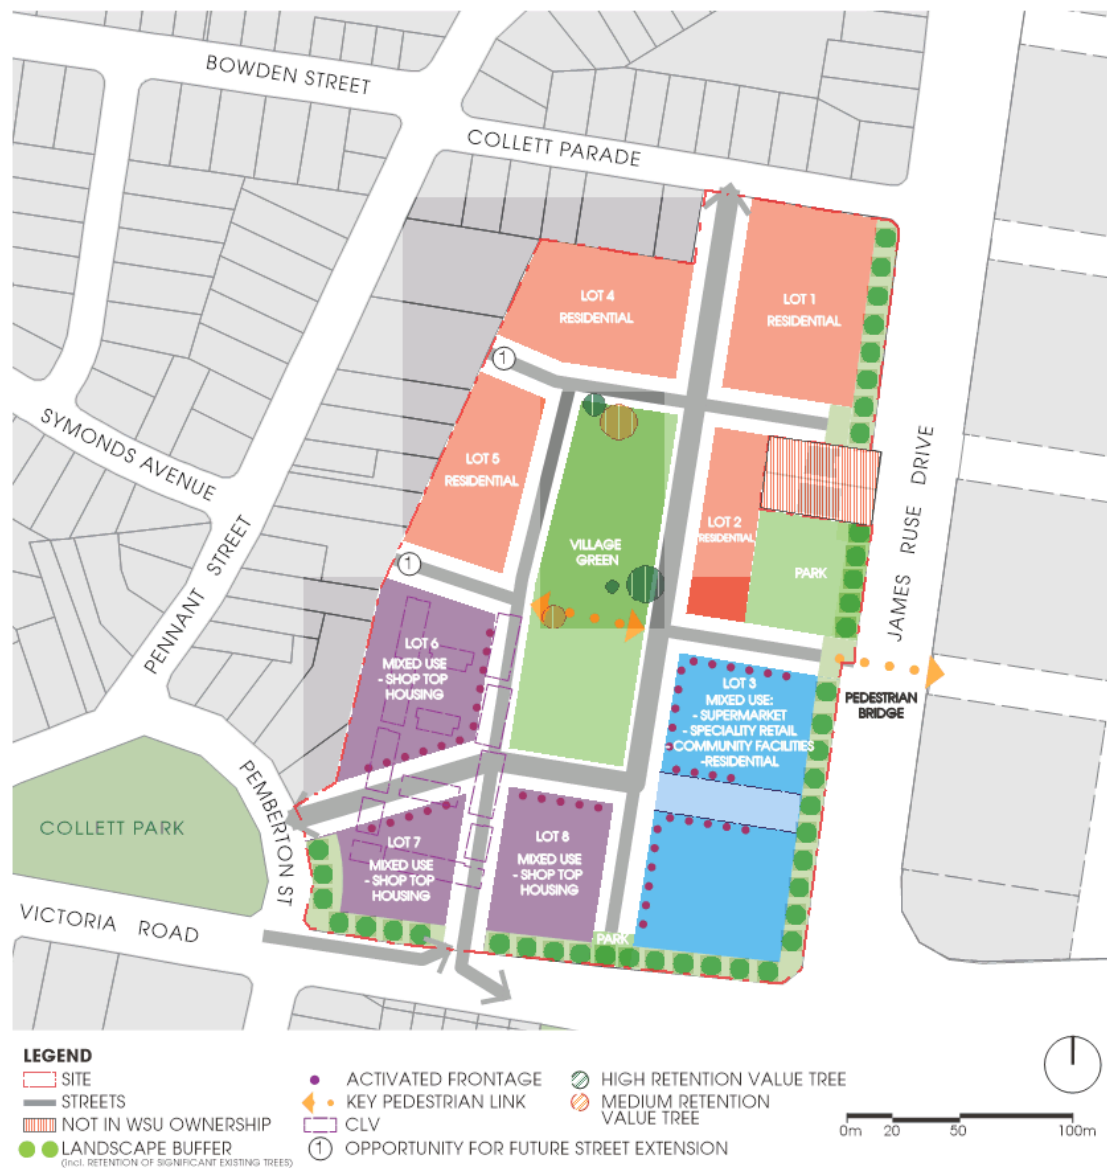 BOWDEN STREET
COLLETT PARADE
LOT 4
RESIDENTIAL
LOT 1
RESIDENTIAL
1
SYMONDS AVENUE
LOT 5
RESIDENTIAL
JAMES RUSE DRIVE
LOT 2
RESIDENTIAL
VILLAGE
GREEN
PARK
1
PENNANT STREET
LOT 6
MIXED USE
- SHOP TOP
HOUSING
LOT 3
MIXED USE:
- SUPERMARKET
- SPECIALITY RETAIL
- COMMUNITY FACILITIES
-RESIDENTIAL
PEDESTRIAN
BRIDGE
PEMBERTON ST
COLLETT PARK
LOT 7
MIXED USE
- SHOP TOP
HOUSING
LOT 8
MIXED USE
- SHOP TOP
HOUSING
VICTORIA ROAD
PARK
LEGEND
SITE
STREETS
NOT IN WSU OWNERSHIP
LANDSCAPE BUFFER
(incl. RETENTION OF SIGNIFICANT EXISTING TREES)
ACTIVATED FRONTAGE
KEY PEDESTRIAN LINK
CLV
1 OPPORTUNITY FOR FUTURE STREET EXTENSION
HIGH RETENTION VALUE TREE
MEDIUM RETENTION
VALUE TREE
0m 20 50 100m